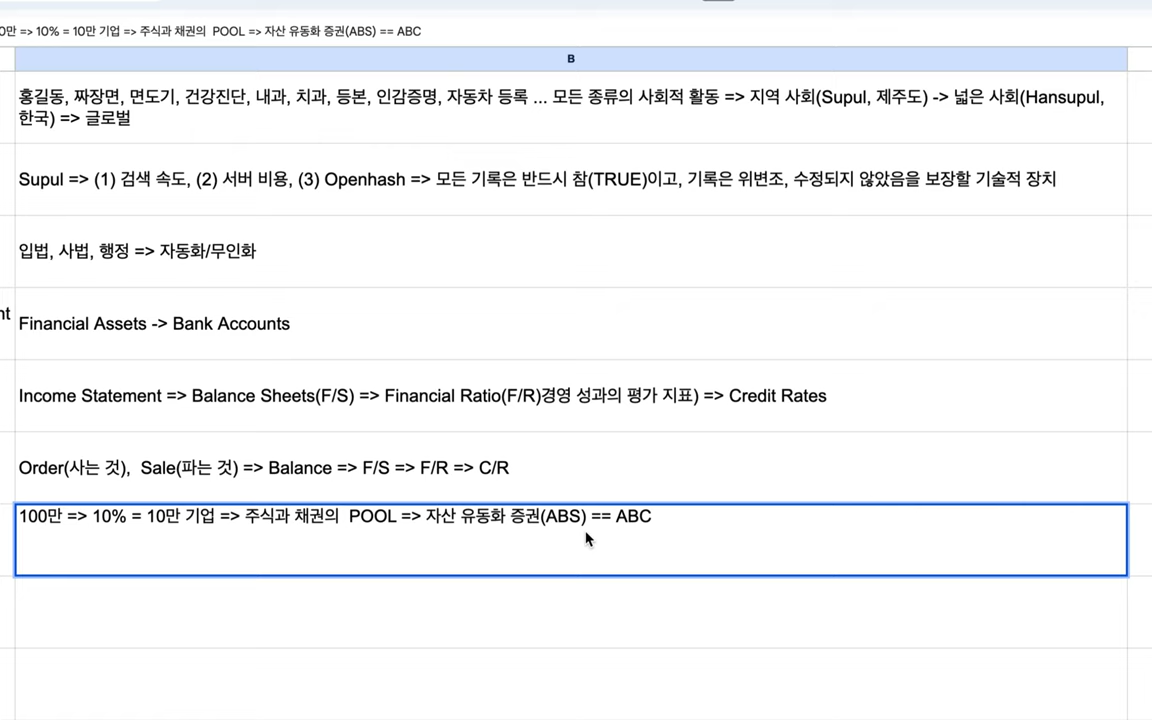 0만 => 10% = 10만 기업 => 주식과 채권의  POOL => 자산 유동화 증권(ABS) == ABC
B
홍길동, 짜장면, 면도기, 건강진단, 내과, 치과, 등본, 인감증명, 자동차 등록 ... 모든 종류의 사회적 활동 => 지역 사회(Supul, 제주도) -> 넓은 사회(Hansupul,
한국) => 글로벌
Supul => (1) 검색 속도, (2) 서버 비용, (3) Openhash => 모든 기록은 반드시 참(TRUE)이고, 기록은 위변조, 수정되지 않았음을 보장할 기술적 장치
입법, 사법, 행정 => 자동화/무인화
nt
Financial Assets -> Bank Accounts
Income Statement => Balance Sheets(F/S) => Financial Ratio(F/R)경영 성과의 평가 지표) => Credit Rates
Order(사는 것),  Sale(파는 것) => Balance => F/S => F/R => C/R
100만 => 10% = 10만 기업 => 주식과 채권의  POOL => 자산 유동화 증권(ABS) == ABC